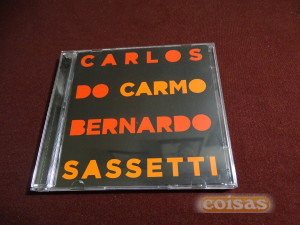 CARLOS
DO CARMO
BERNARDO
SASSETTI
coisas